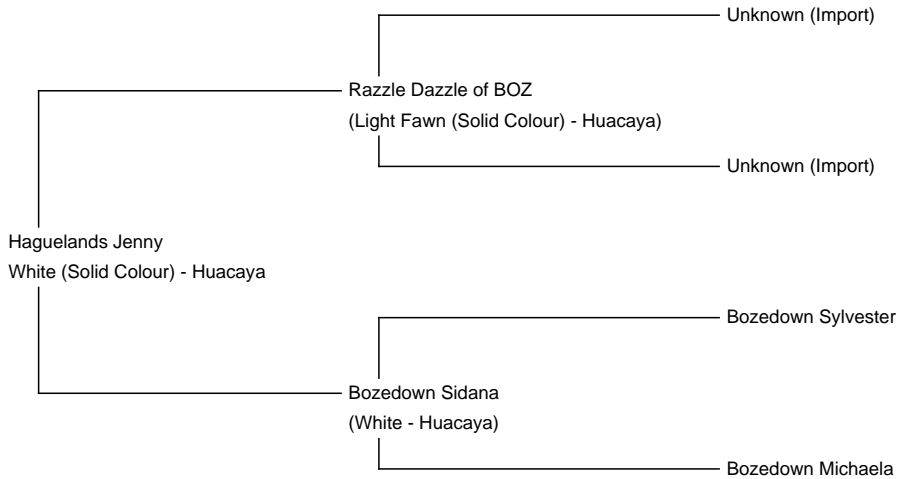 Unknown (Import)
Razzle Dazzle of BOZ
(Light Fawn (Solid Colour) - Huacaya)
Unknown (Import)
Haguelands Jenny
White (Solid Colour) - Huacaya
Bozedown Sylvester
Bozedown Sidana
(White - Huacaya)
Bozedown Michaela